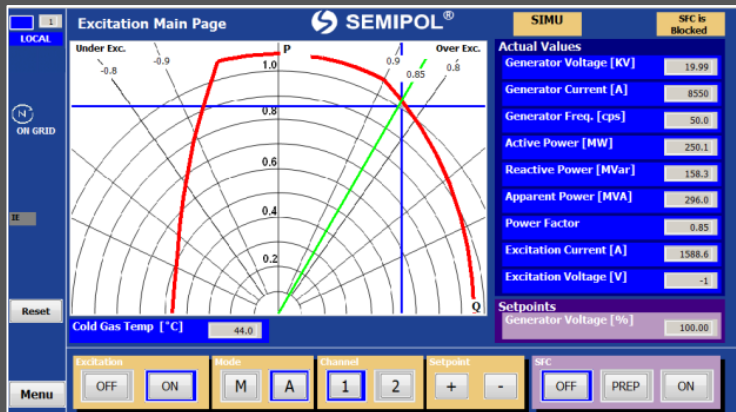 1
LOCAL
Excitation Main Page
SEMIPOL®
SIMU
SFC is
Blocked
Under Exc.
-0.8
-0.9
P
1.0
0.9
0.85
0.8
Over Exc.
0.8
0.6
0.4
0.2
Q
N
ON GRID
IE
Reset
Menu
Cold Gas Temp [°C]
44.0
Actual Values
Generator Voltage [KV]
19.99
Generator Current [A]
8550
Generator Freq. [cps]
50.0
Active Power [MW]
250.1
Reactive Power [MVar]
158.3
Apparent Power [MVA]
296.0
Power Factor
0.85
Excitation Current [A]
1588.6
Excitation Voltage [V]
-1
Setpoints
Generator Voltage [%]
100.00
Excitation
OFF
ON
Mode
M
A
Channel
1
2
Setpoint
+
-
SFC
OFF
PREP
ON